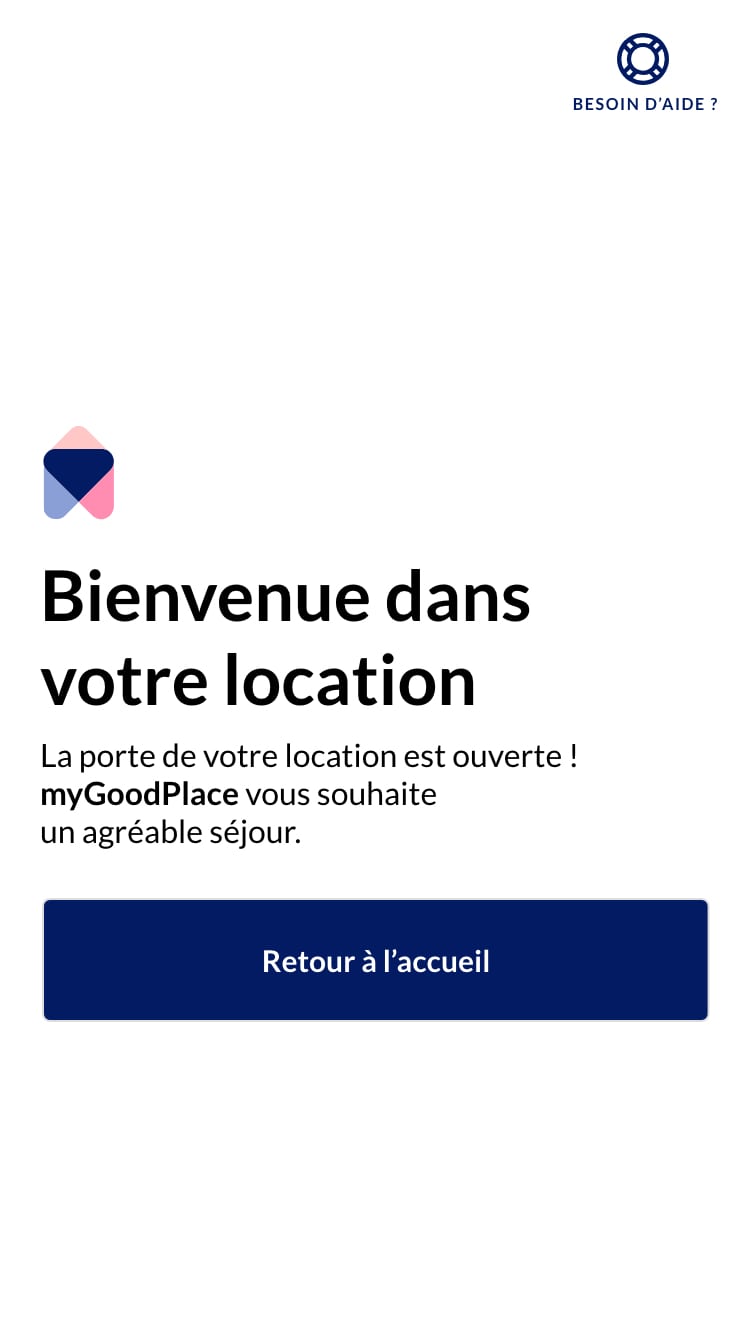 BESOIN D’AIDE ?
Bienvenue dans
votre location
La porte de votre location est ouverte !
myGoodPlace vous souhaite
un agréable séjour.
Retour à l’accueil